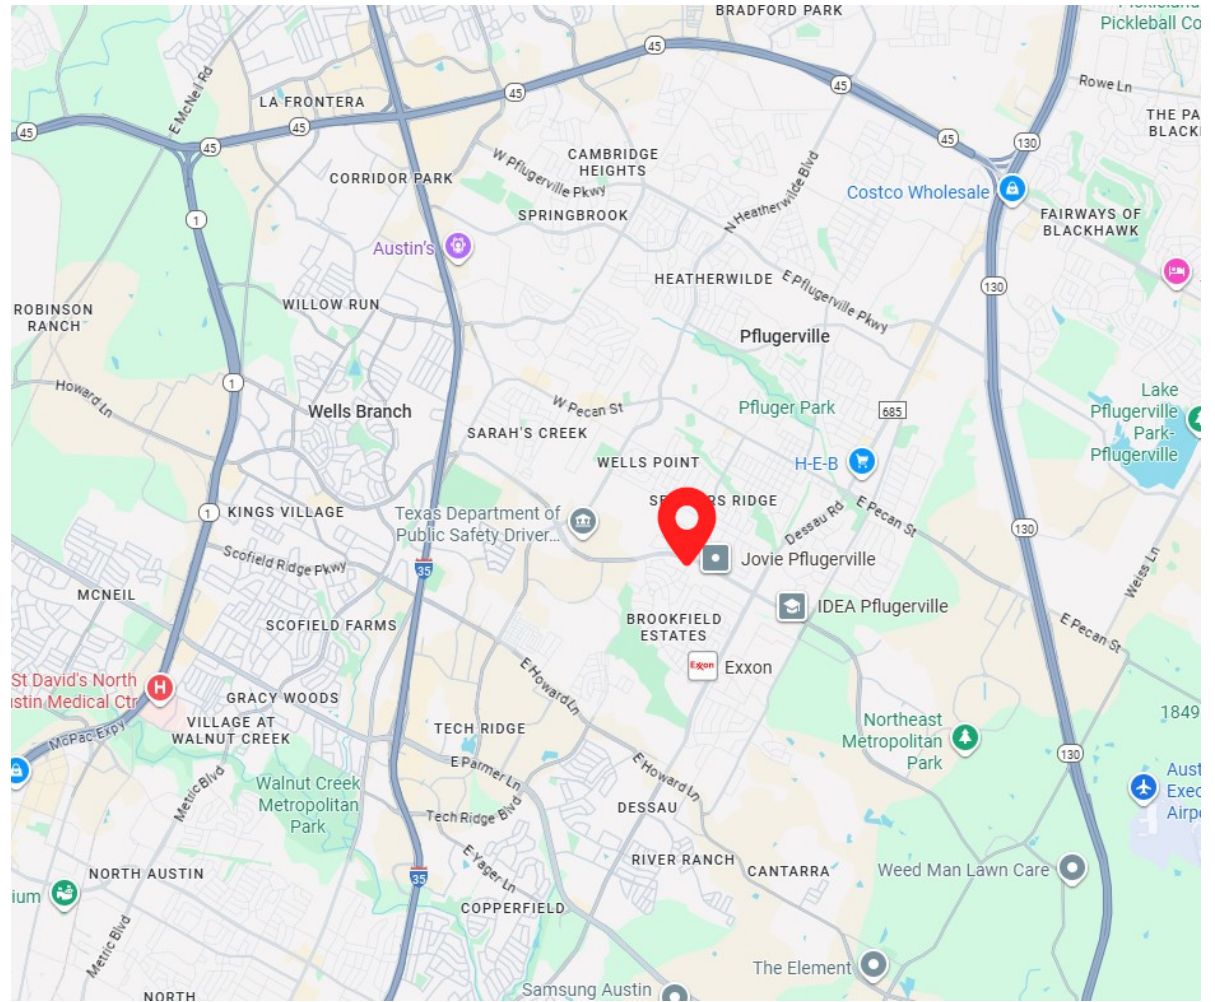 BRADFORD PARK
Pickleball Co
45
E McNeil Rd
LA FRONTERA
45
45
45
45
45
130
Rowe Ln
THE PA
BLACK
CORRIDOR PARK
W Pflugerville Pkwy
CAMBRIDGE
HEIGHTS
SPRINGBROOK
N Heatherwilde Blvd
Costco Wholesale
FAIRWAYS OF
BLACKHAWK
1
Austin's
HEATHERWILDE
E Pflugerville Pkwy
130
ROBINSON
RANCH
WILLOW RUN
Pflugerville
Howard Ln
1
Wells Branch
W Pecan St
Pfluger Park
685
Lake
Pflugerville
Park-
Pflugerville
SARAH'S CREEK
WELLS POINT
H-E-B
1
KINGS VILLAGE
Texas Department of
Public Safety Driver...
RIDGE
Dessau Rd
E Pecan St
130
Scofield Ridge Pkwy
35
Jovie Pflugerville
Weiss Ln
MCNEIL
SCOFIELD FARMS
BROOKFIELD
ESTATES
IDEA Pflugerville
E Pecan St
Exxon
Exxon
St David's North
ustin Medical Ctr
GRACY WOODS
E Howard Ln
VILLAGE AT
WALNUT CREEK
McPac Expy
TECH RIDGE
Northeast
Metropolitan
Park
1849
130
Metric Blvd
Walnut Creek
Metropolitan
Park
E Parmer Ln
E Howard Ln
Aust
Exec
Airpo
Tech Ridge Blvd
DESSAU
E Yager Ln
RIVER RANCH
CANTARRA
Weed Man Lawn Care
NORTH AUSTIN
35
ium
COPPERFIELD
Metric Blvd
The Element
Samsung Austin
NORTH